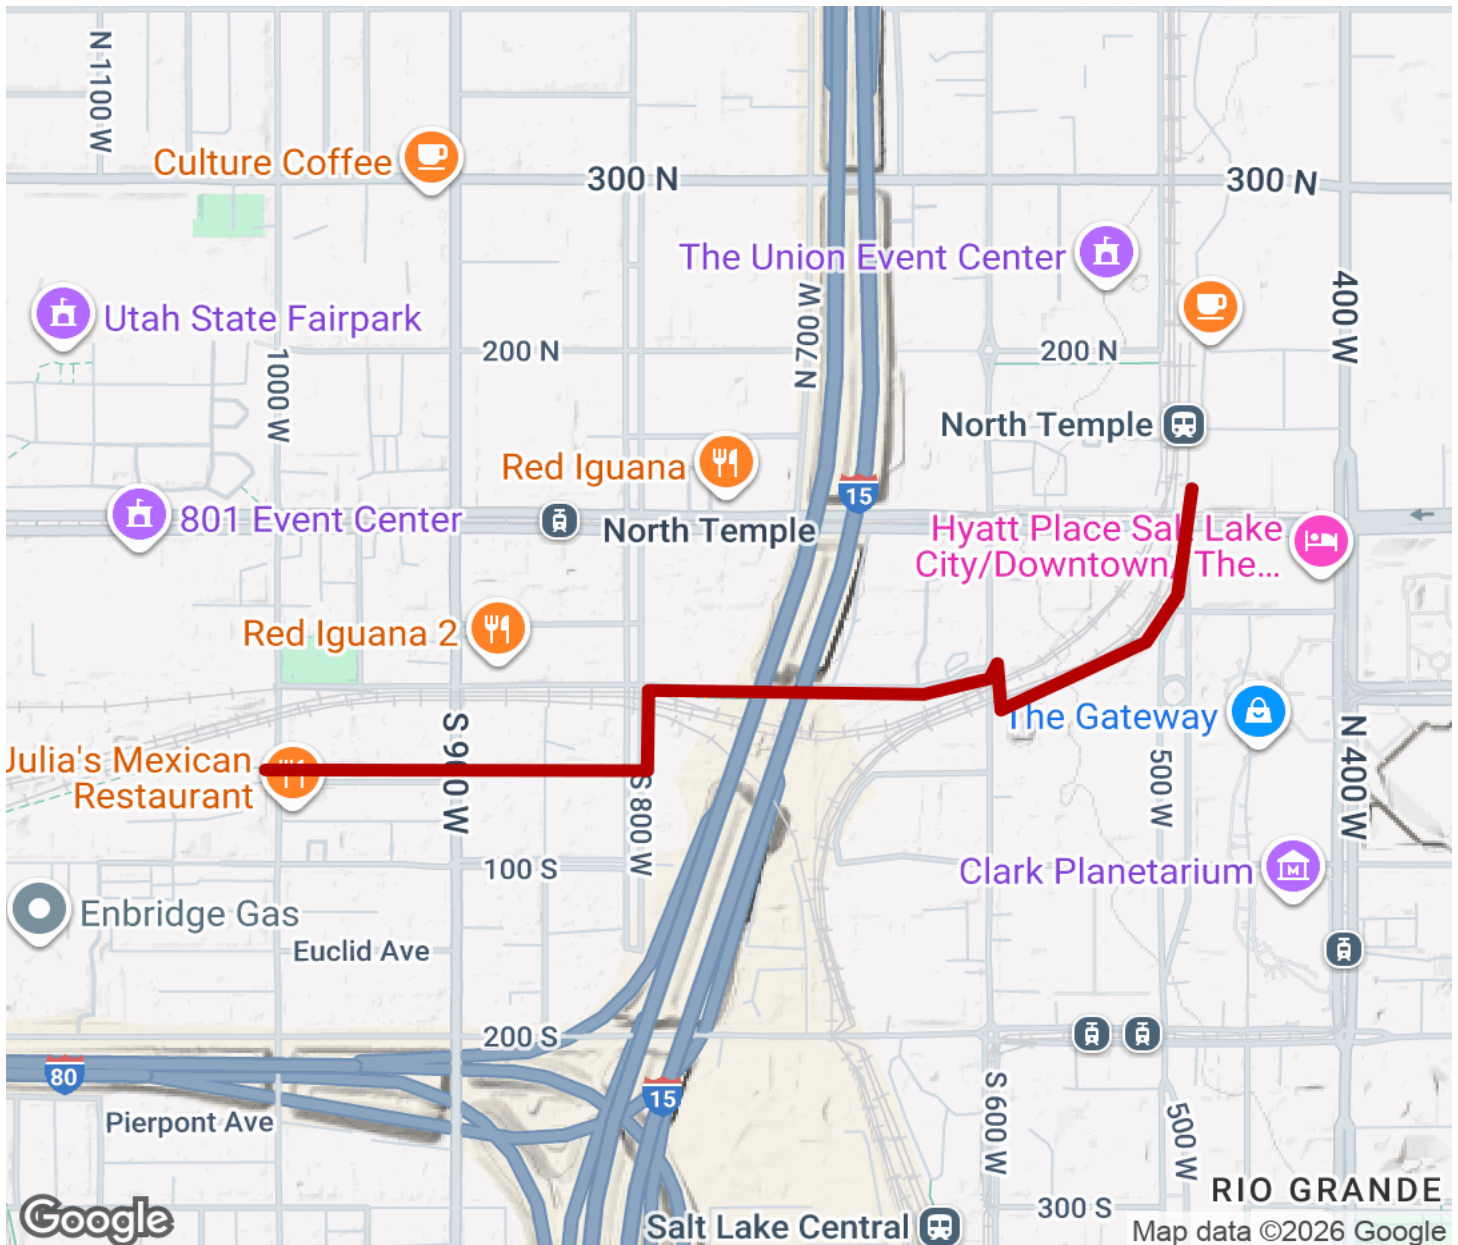 N 1100 W
Culture Coffee
300 N
300 N
The Union Event Center
Utah State Fairpark
N 700 W
400 W
1000 W
200 N
200 N
North Temple
Red Iguana
15
801 Event Center
North Temple
Hyatt Place Salt Lake
City/Downtown/The...
Red Iguana 2
The Gateway
S 900 W
N 400 W
Julia's Mexican
Restaurant
500 W
S 800 W
100 S
Clark Planetarium
Enbridge Gas
Euclid Ave
200 S
80
15
S 600 W
500 W
Pierpont Ave
RIO GRANDE
300 S
Google
Salt Lake Central
Map data ©2026 Google